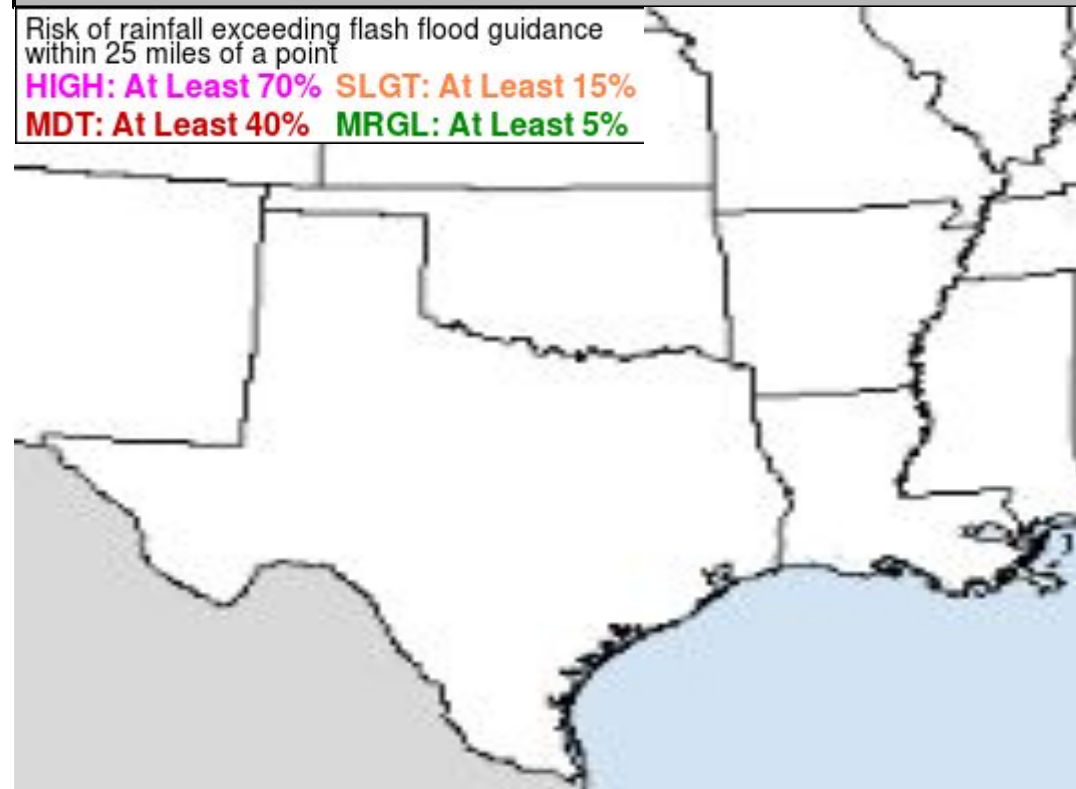 Risk of rainfall exceeding flash flood guidance
within 25 miles of a point
HIGH: At Least 70% SLGT: At Least 15%
MDT: At Least 40% MRGL: At Least 5%